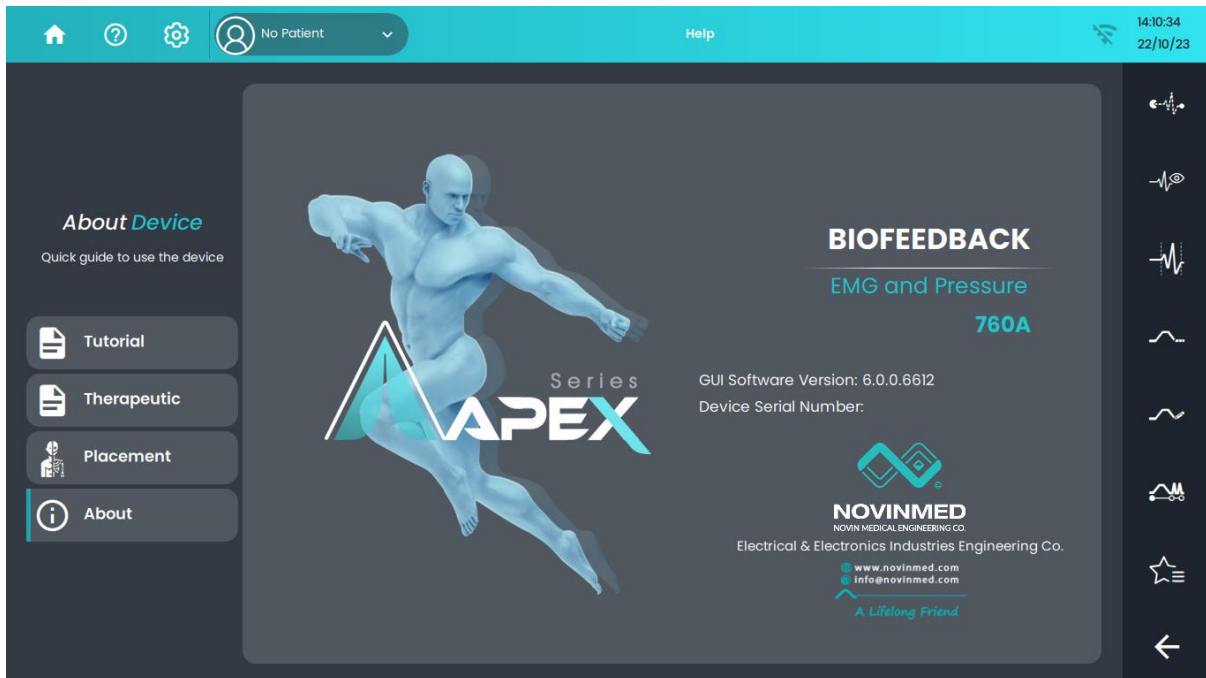 No Patient
Help
14:10:34
22/10/23
About Device
Quick guide to use the device
Tutorial
Therapeutic
Placement
About
Series
APEX
BIOFEEDBACK
EMG and Pressure
760A
GUI Software Version: 6.0.0.6612
Device Serial Number:
NOVINMED
NOVIN MEDICAL ENGINEERING CO.
Electrical & Electronics Industries Engineering Co.
www.novinmed.com
info@novinmed.com
A Lifelong Friend